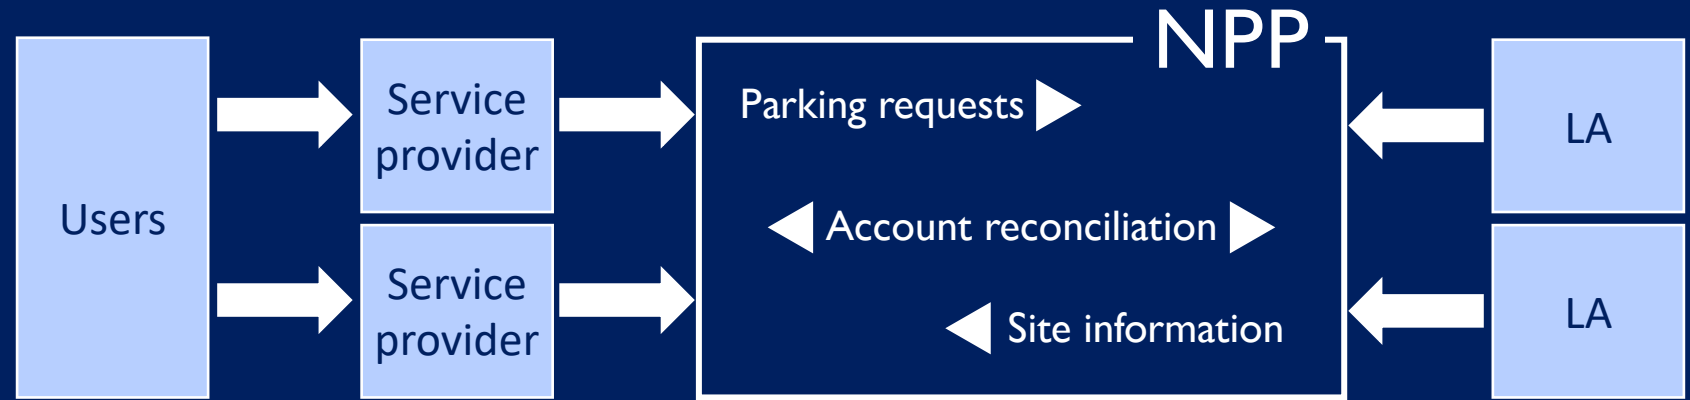 NPP
Users
Service
provider
Service
provider
Parking requests
Account reconciliation
Site information
LA
LA